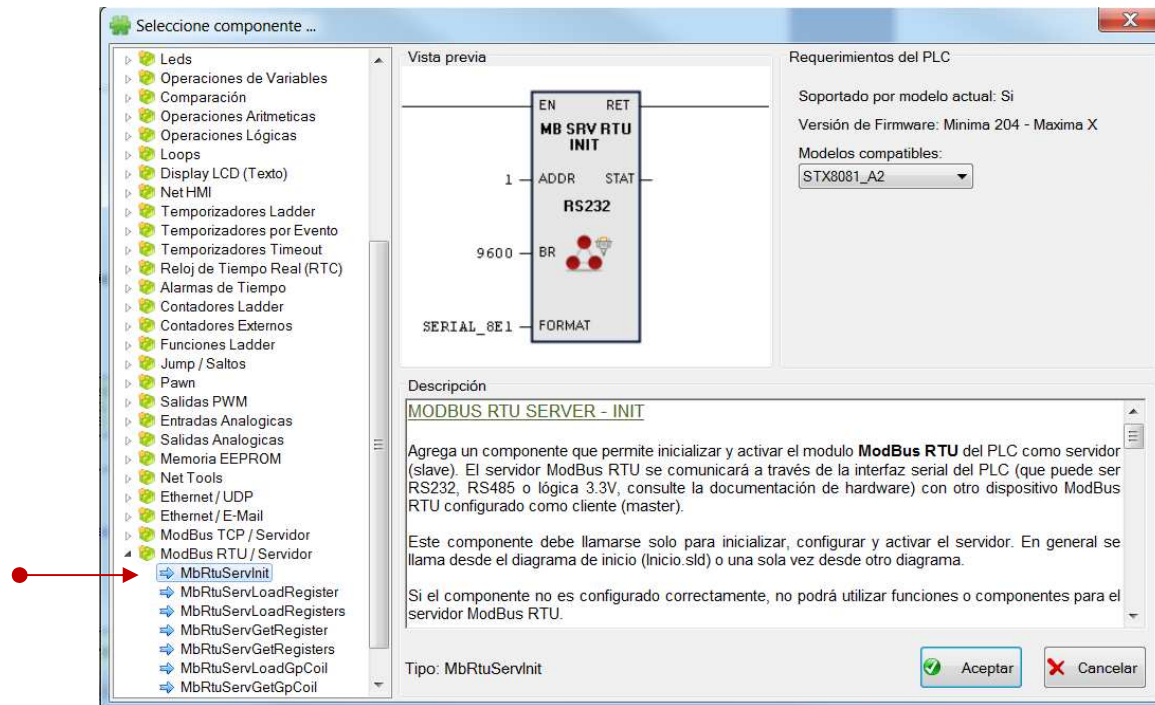 Seleccione componente ...
Leds
Operaciones de Variables
Comparación
Operaciones Aritmeticas
Operaciones Lógicas
Loops
Display LCD (Texto)
Net HMI
Temporizadores Ladder
Temporizadores por Evento
Temporizadores Timeout
Reloj de Tiempo Real (RTC)
Alarmas de Tiempo
Contadores Ladder
Contadores Externos
Funciones Ladder
Jump / Saltos
Pawn
Salidas PWM
Entradas Analogicas
Salidas Analogicas
Memoria EEPROM
Net Tools
Ethernet / UDP
Ethernet / E-Mail
ModBus TCP / Servidor
ModBus RTU / Servidor
MbRtuServInit
MbRtuServLoadRegister
MbRtuServLoadRegisters
MbRtuServGetRegister
MbRtuServGetRegisters
MbRtuServLoadGpCoil
MbRtuServGetGpCoil
Vista previa
EN RET
MB SRV RTU
INIT
1 ADDR STAT
RS232
9600 BR
SERIAL_8E1 FORMAT
Requerimientos del PLC
Soportado por modelo actual: Si
Versión de Firmware: Minima 204 - Maxima X
Modelos compatibles:
STX8081_A2
Descripción
MODBUS RTU SERVER - INIT
Agrega un componente que permite inicializar y activar el modulo ModBus RTU del PLC como servidor
(slave). El servidor ModBus RTU se comunicará a través de la interfaz serial del PLC (que puede ser
RS232, RS485 o lógica 3.3V, consulte la documentación de hardware) con otro dispositivo ModBus
RTU configurado como cliente (master).
Este componente debe llamarse solo para inicializar, configurar y activar el servidor. En general se
llama desde el diagrama de inicio (Inicio.sld) o una sola vez desde otro diagrama.
Si el componente no es configurado correctamente, no podrá utilizar funciones o componentes para el
servidor ModBus RTU.
Tipo: MbRtuServInit
Aceptar
Cancelar